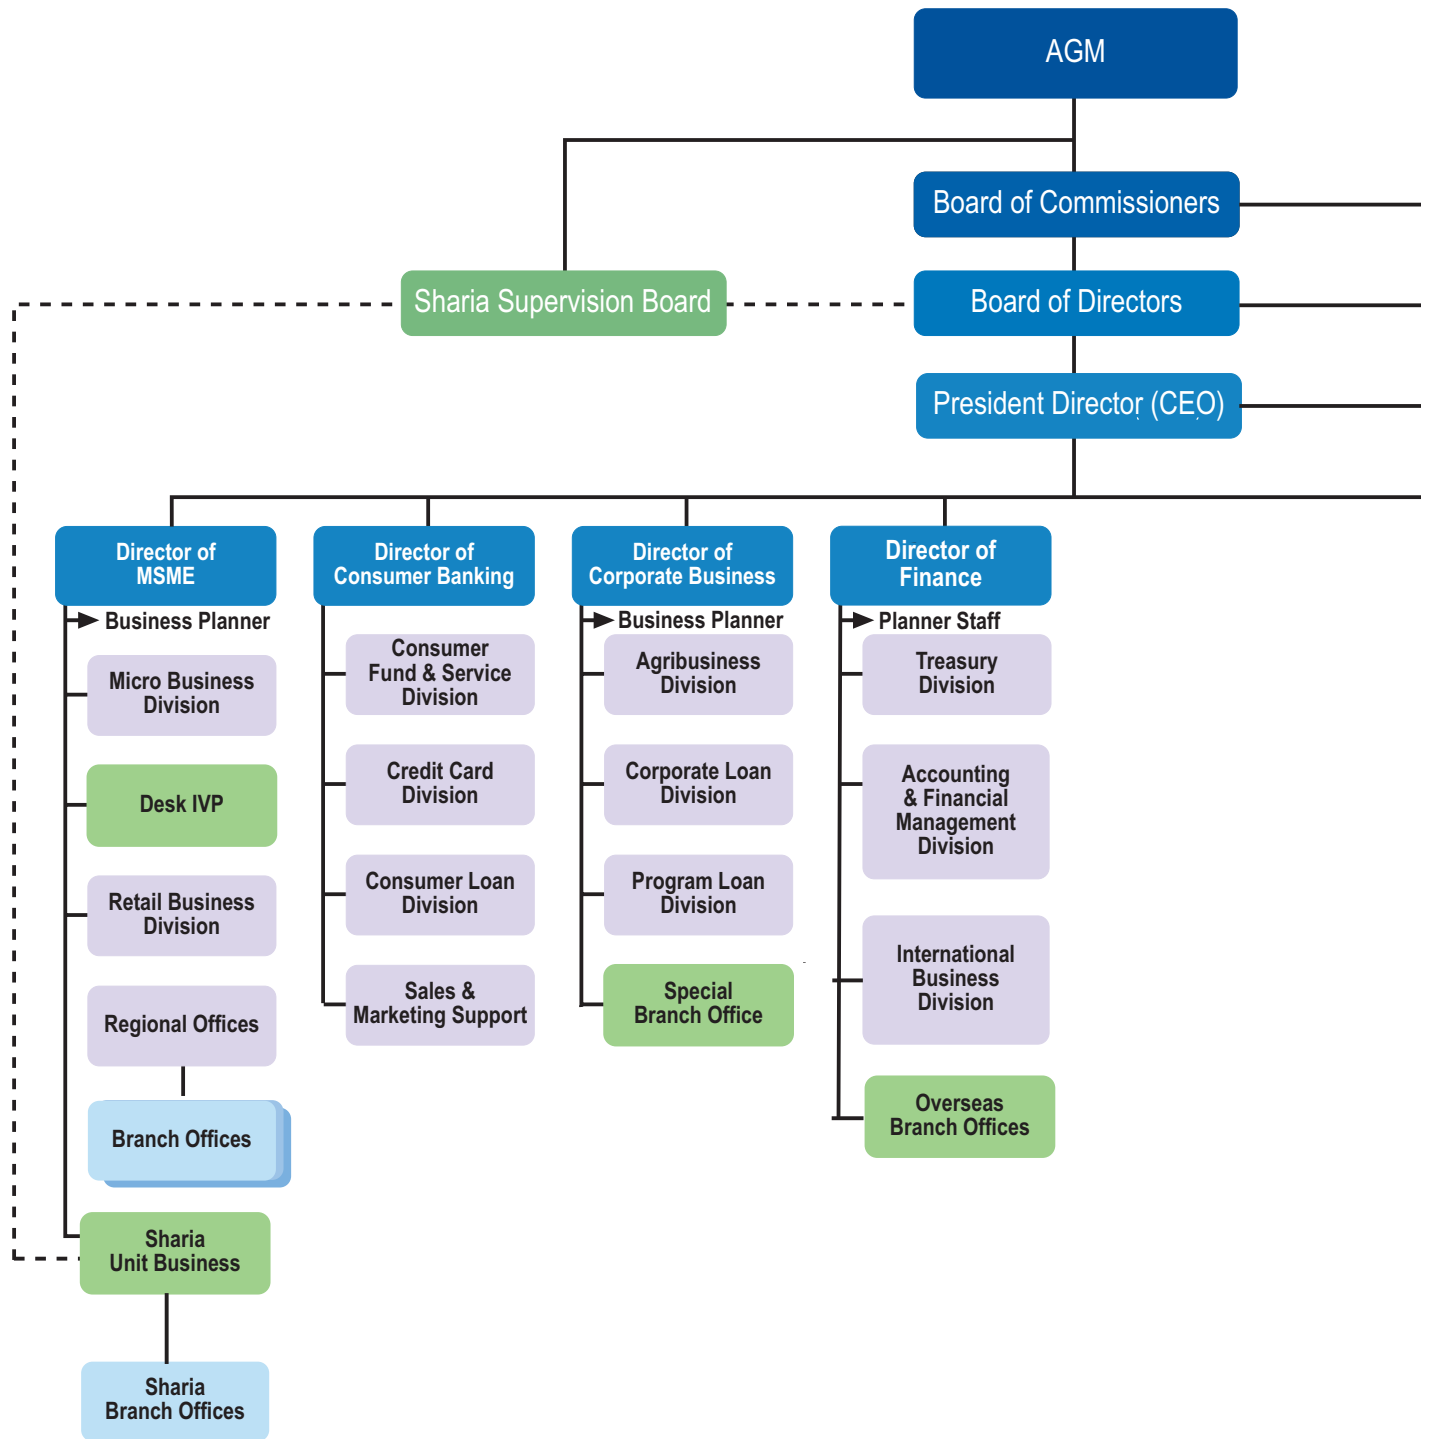 AGM
Board of Commissioners
Sharia Supervision Board
Board of Directors
President Director (CEO)
Director of
MSME
Business Planner
Micro Business
Division
Desk IVP
Retail Business
Division
Regional Offices
Branch Offices
Sharia
Unit Business
Sharia
Branch Offices
Director of
Consumer Banking
Consumer
Fund & Service
Division
Credit Card
Division
Consumer Loan
Division
Sales &
Marketing Support
Director of
Corporate Business
Business Planner
Agribusiness
Division
Corporate Loan
Division
Program Loan
Division
Special
Branch Office
Director of
Finance
Planner Staff
Treasury
Division
Accounting
& Financial
Management
Division
International
Business
Division
Overseas
Branch Offices